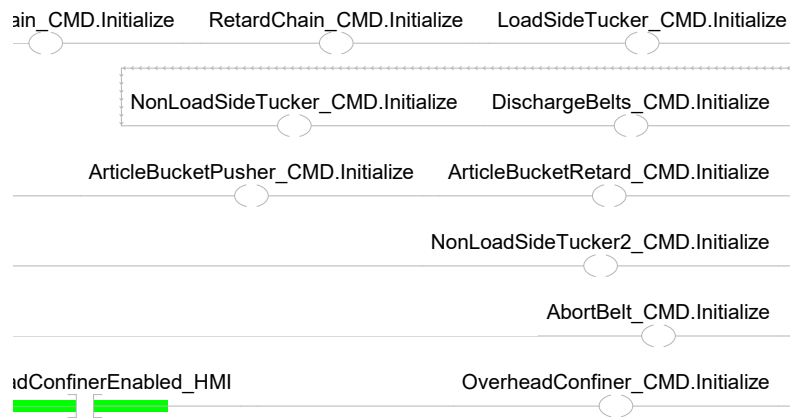 ain_CMD.Initialize RetardChain_CMD.Initialize LoadSideTucker_CMD.Initialize
NonLoadSideTucker_CMD.Initialize DischargeBelts_CMD.Initialize
ArticleBucketPusher_CMD.Initialize ArticleBucketRetard_CMD.Initialize
NonLoadSideTucker2_CMD.Initialize
AbortBelt_CMD.Initialize
adConfinerEnabled_HMI OverheadConfiner_CMD.Initialize